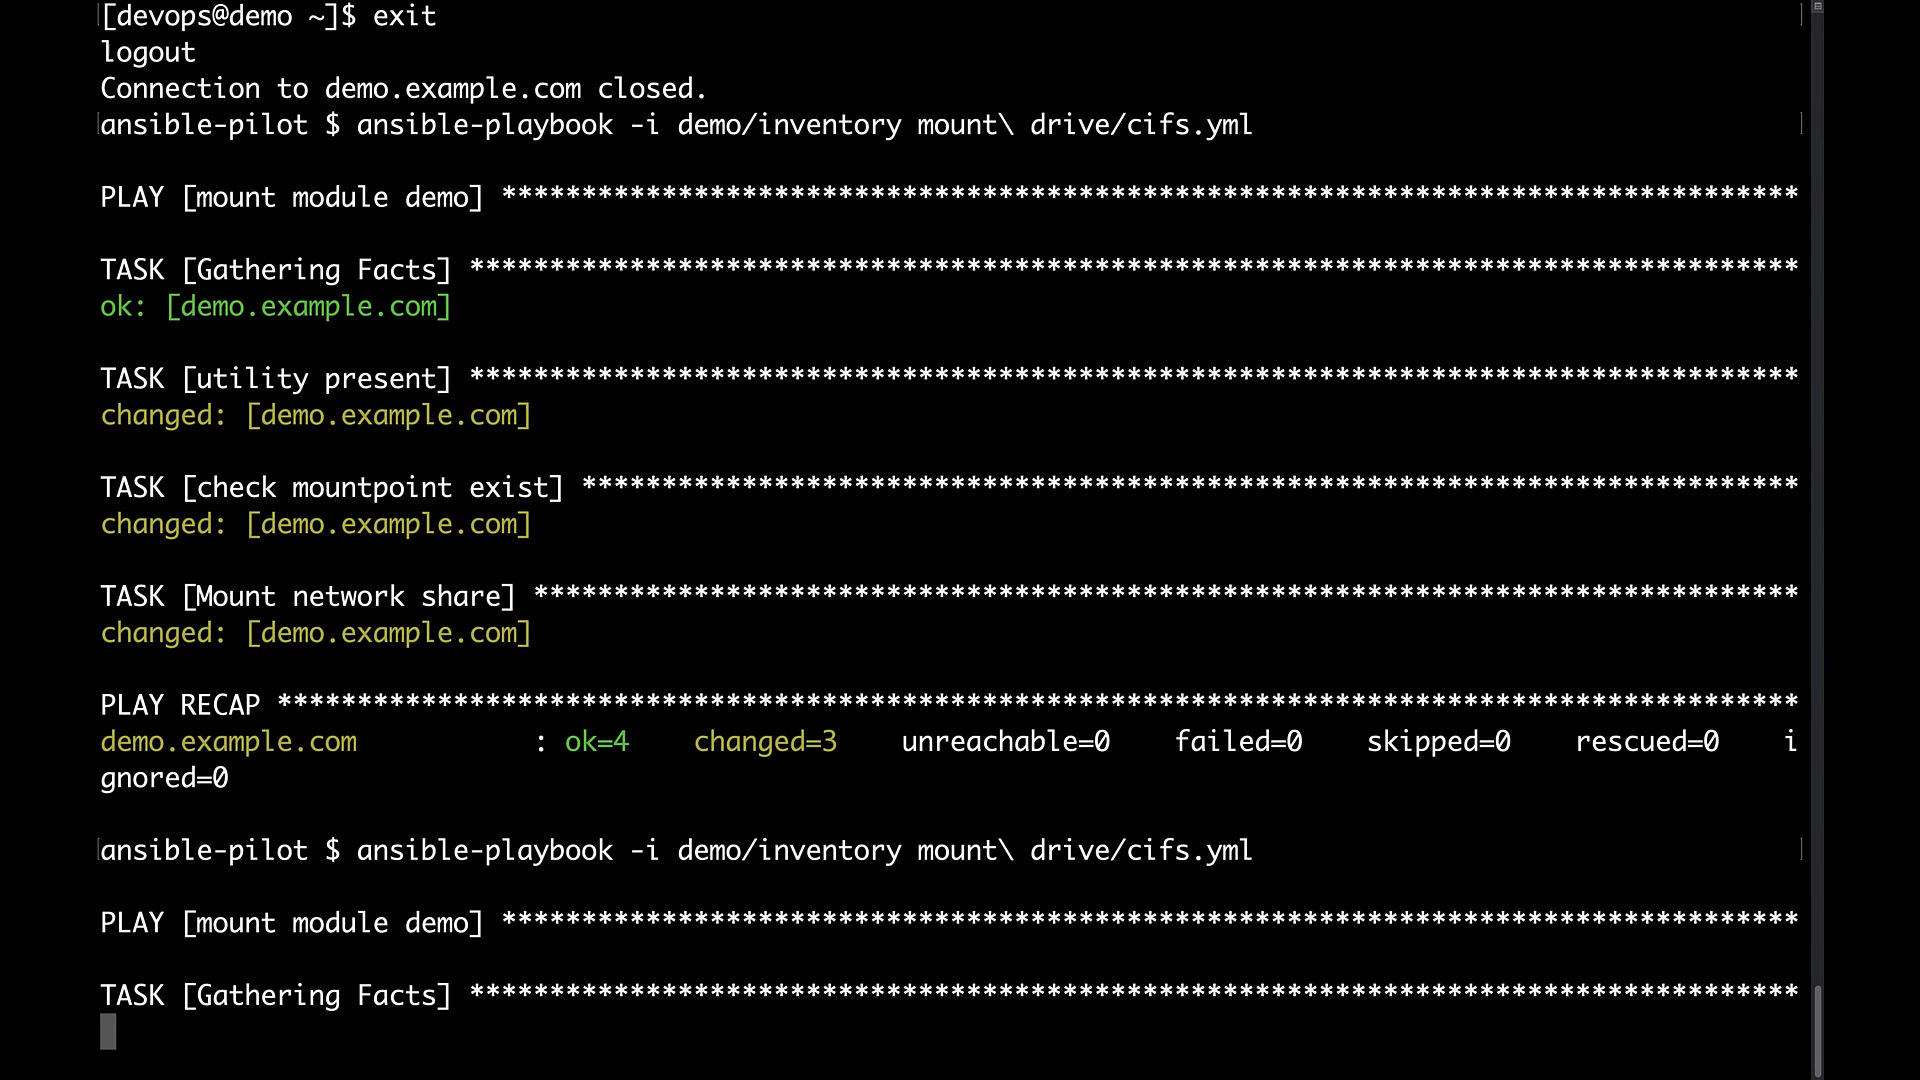 [devops@demo ~]$ exit
logout
Connection to demo.example.com closed.
ansible-pilot $ ansible-playbook -i demo/inventory mount\ drive/cifs.yml
PLAY [mount module demo] *********************************************************************************
TASK [Gathering Facts] ***********************************************************************************
ok: [demo.example.com]
TASK [utility present] ***********************************************************************************
changed: [demo.example.com]
TASK [check mountpoint exist] ****************************************************************************
changed: [demo.example.com]
TASK [Mount network share] *******************************************************************************
changed: [demo.example.com]
PLAY RECAP ***********************************************************************************************
demo.example.com           : ok=4    changed=3    unreachable=0    failed=0    skipped=0    rescued=0    i
gnored=0
ansible-pilot $ ansible-playbook -i demo/inventory mount\ drive/cifs.yml
PLAY [mount module demo] *********************************************************************************
TASK [Gathering Facts] ***********************************************************************************